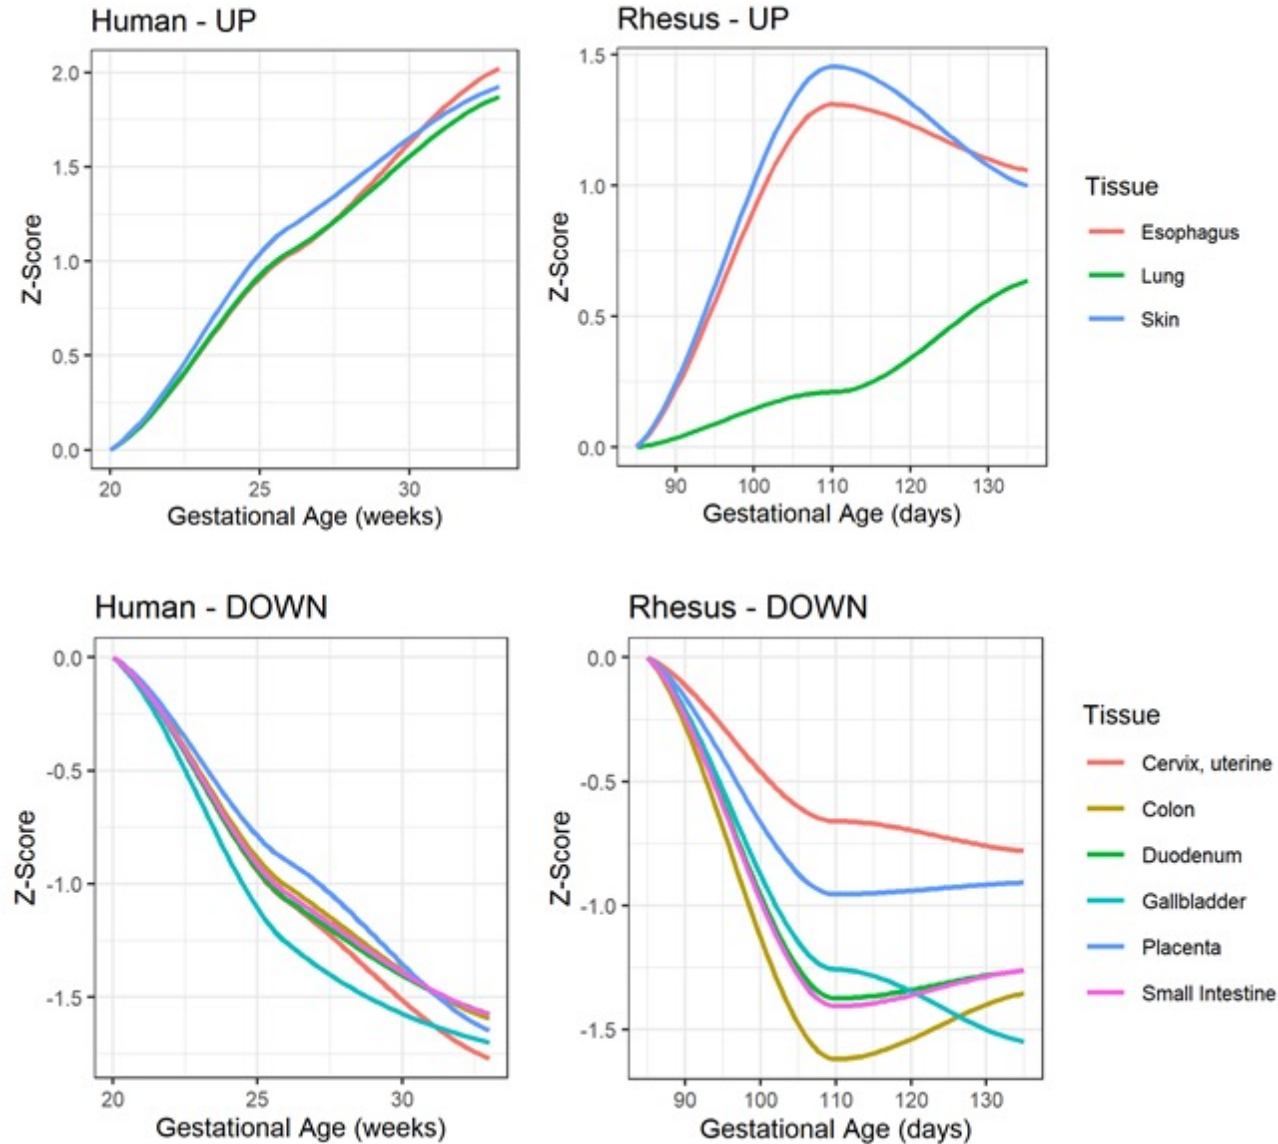 Human - UP
Rhesus - UP
2.0
1.5
1.0
0.5
0.0
Z-Score
20
25
30
Gestational Age (weeks)
1.5
1.0
0.5
0.0
Z-Score
90
100
110
120
130
Gestational Age (days)
Tissue
Esophagus
Lung
Skin
Human - DOWN
Rhesus - DOWN
0.0
-0.5
-1.0
-1.5
Z-Score
20
25
30
Gestational Age (weeks)
0.0
-0.5
-1.0
-1.5
Z-Score
90
100
110
120
130
Gestational Age (days)
Tissue
Cervix, uterine
Colon
Duodenum
Gallbladder
Placenta
Small Intestine